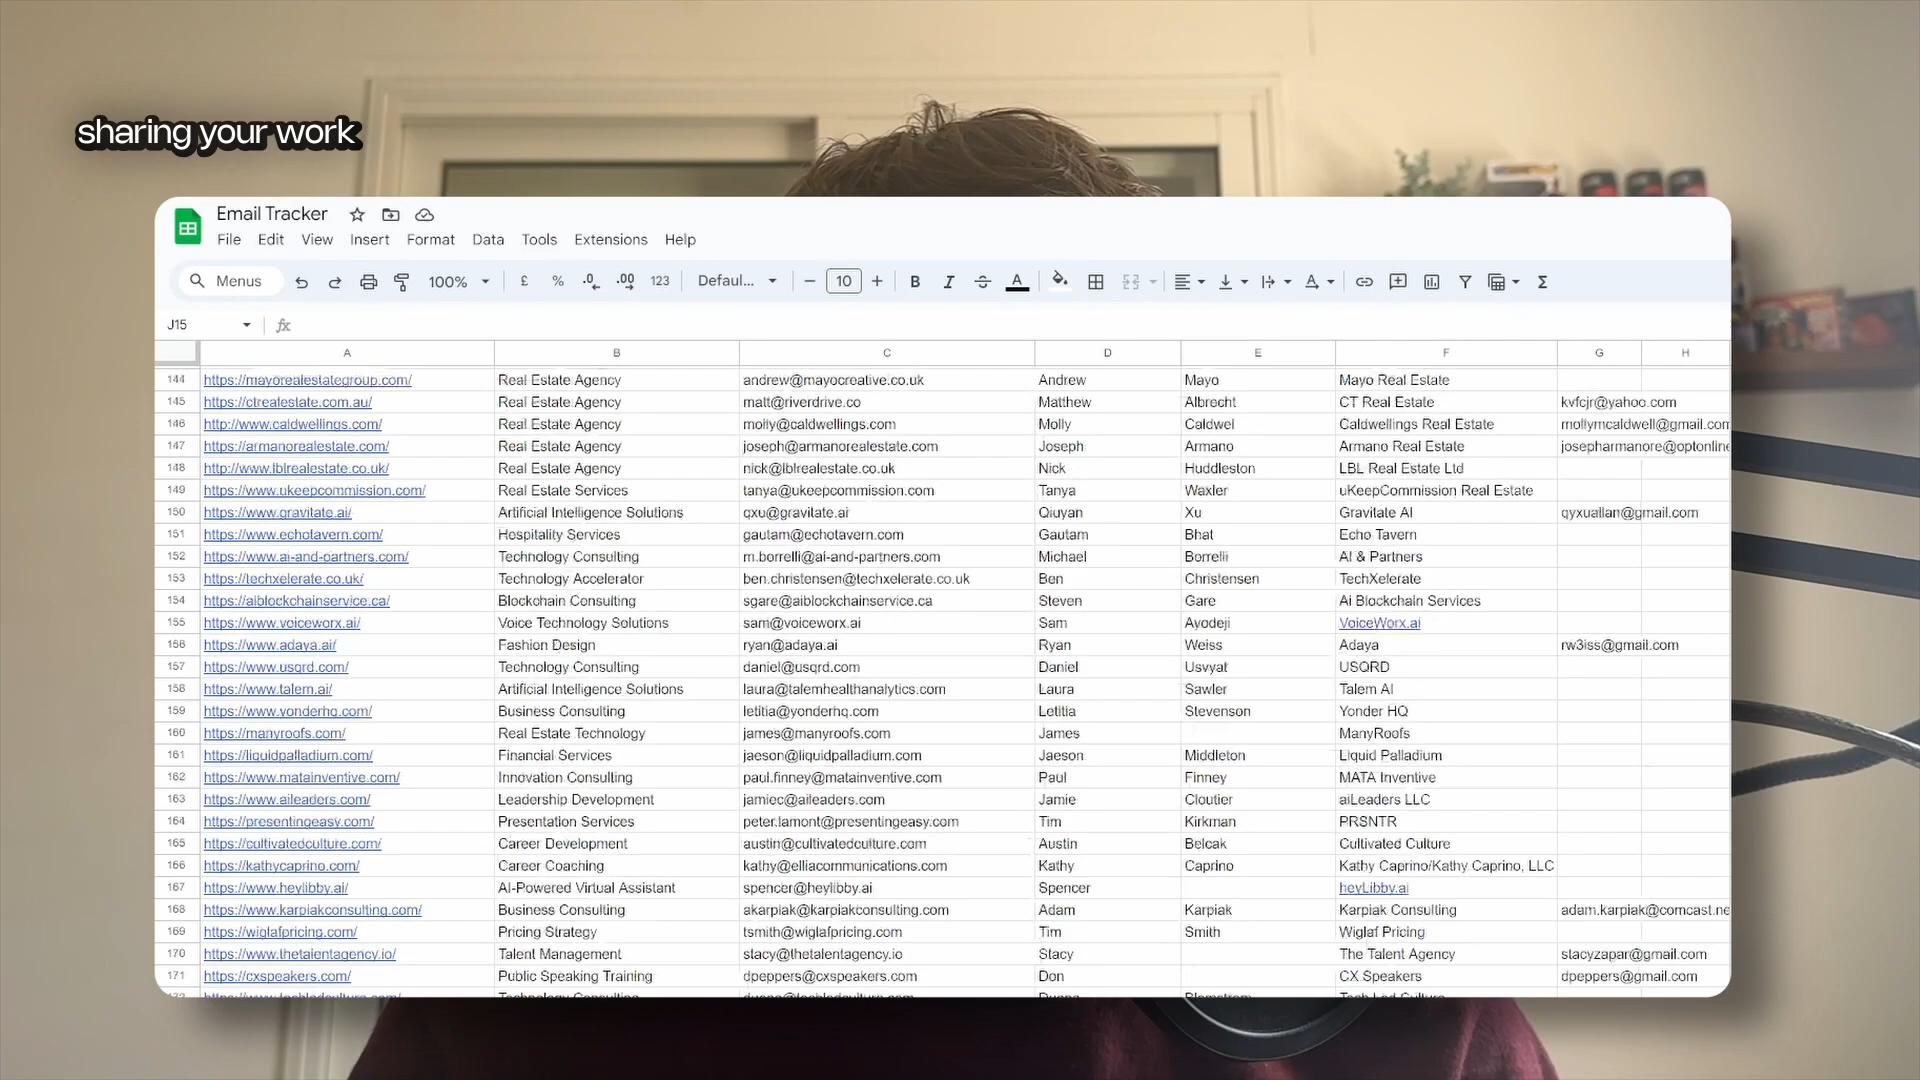 sharing your work
Email Tracker
File Edit View Insert Format Data Tools Extensions Help
Menus 100% £ % .0 .00 123 Defaul... − 10 + B I A Σ
J15 fx
A B C D E F G H
144 https://mayorealestategroup.com/ Real Estate Agency andrew@mayocreative.co.uk Andrew Mayo Mayo Real Estate
145 https://ctrealestate.com.au/ Real Estate Agency matt@riverdrive.co Matthew Albrecht CT Real Estate kvfcjr@yahoo.com
146 http://www.caldwellings.com/ Real Estate Agency molly@caldwellings.com Molly Caldwel Caldwellings Real Estate mollymcaldwell@gmail.com
147 https://armanorealestate.com/ Real Estate Agency joseph@armanorealestate.com Joseph Armano Armano Real Estate josepharmanore@optonline
148 http://www.lblrealestate.co.uk/ Real Estate Agency nick@lblrealestate.co.uk Nick Huddleston LBL Real Estate Ltd
149 https://www.ukeepcommission.com/ Real Estate Services tanya@ukeepcommission.com Tanya Waxler uKeepCommission Real Estate
150 https://www.gravitate.ai/ Artificial Intelligence Solutions qxu@gravitate.ai Qiuyan Xu Gravitate AI qyxuallan@gmail.com
151 https://www.echotavern.com/ Hospitality Services gautam@echotavern.com Gautam Bhat Echo Tavern
152 https://www.ai-and-partners.com/ Technology Consulting m.borrelli@ai-and-partners.com Michael Borrelli AI & Partners
153 https://techxelerate.co.uk/ Technology Accelerator ben.christensen@techxelerate.co.uk Ben Christensen TechXelerate
154 https://aiblockchainservice.ca/ Blockchain Consulting sgare@aiblockchainservice.ca Steven Gare Ai Blockchain Services
155 https://www.voiceworx.ai/ Voice Technology Solutions sam@voiceworx.ai Sam Ayodeji VoiceWorx.ai
156 https://www.adaya.ai/ Fashion Design ryan@adaya.ai Ryan Weiss Adaya rw3iss@gmail.com
157 https://www.usqrd.com/ Technology Consulting daniel@usqrd.com Daniel Usvyat USQRD
158 https://www.talem.ai/ Artificial Intelligence Solutions laura@talemhealthanalytics.com Laura Sawler Talem AI
159 https://www.yonderhq.com/ Business Consulting letitia@yonderhq.com Letitia Stevenson Yonder HQ
160 https://manyroofs.com/ Real Estate Technology james@manyroofs.com James ManyRoofs
161 https://liquidpalladium.com/ Financial Services jaeson@liquidpalladium.com Jaeson Middleton Liquid Palladium
162 https://www.matainventive.com/ Innovation Consulting paul.finney@matainventive.com Paul Finney MATA Inventive
163 https://www.aileaders.com/ Leadership Development jamiec@aileaders.com Jamie Cloutier aiLeaders LLC
164 https://presentingeasy.com/ Presentation Services peter.lamont@presentingeasy.com Tim Kirkman PRSNTR
165 https://cultivatedculture.com/ Career Development austin@cultivatedculture.com Austin Belcak Cultivated Culture
166 https://kathycaprino.com/ Career Coaching kathy@elliacommunications.com Kathy Caprino Kathy Caprino/Kathy Caprino, LLC
167 https://www.heylibby.ai/ AI-Powered Virtual Assistant spencer@heylibby.ai Spencer heyLibby.ai
168 https://www.karpiakconsulting.com/ Business Consulting akarpiak@karpiakconsulting.com Adam Karpiak Karpiak Consulting adam.karpiak@comcast.ne
169 https://wiglafpricing.com/ Pricing Strategy tsmith@wiglafpricing.com Tim Smith Wiglaf Pricing
170 https://www.thetalentagency.io/ Talent Management stacy@thetalentagency.io Stacy The Talent Agency stacyzapar@gmail.com
171 https://cxspeakers.com/ Public Speaking Training dpeppers@cxspeakers.com Don CX Speakers dpeppers@gmail.com